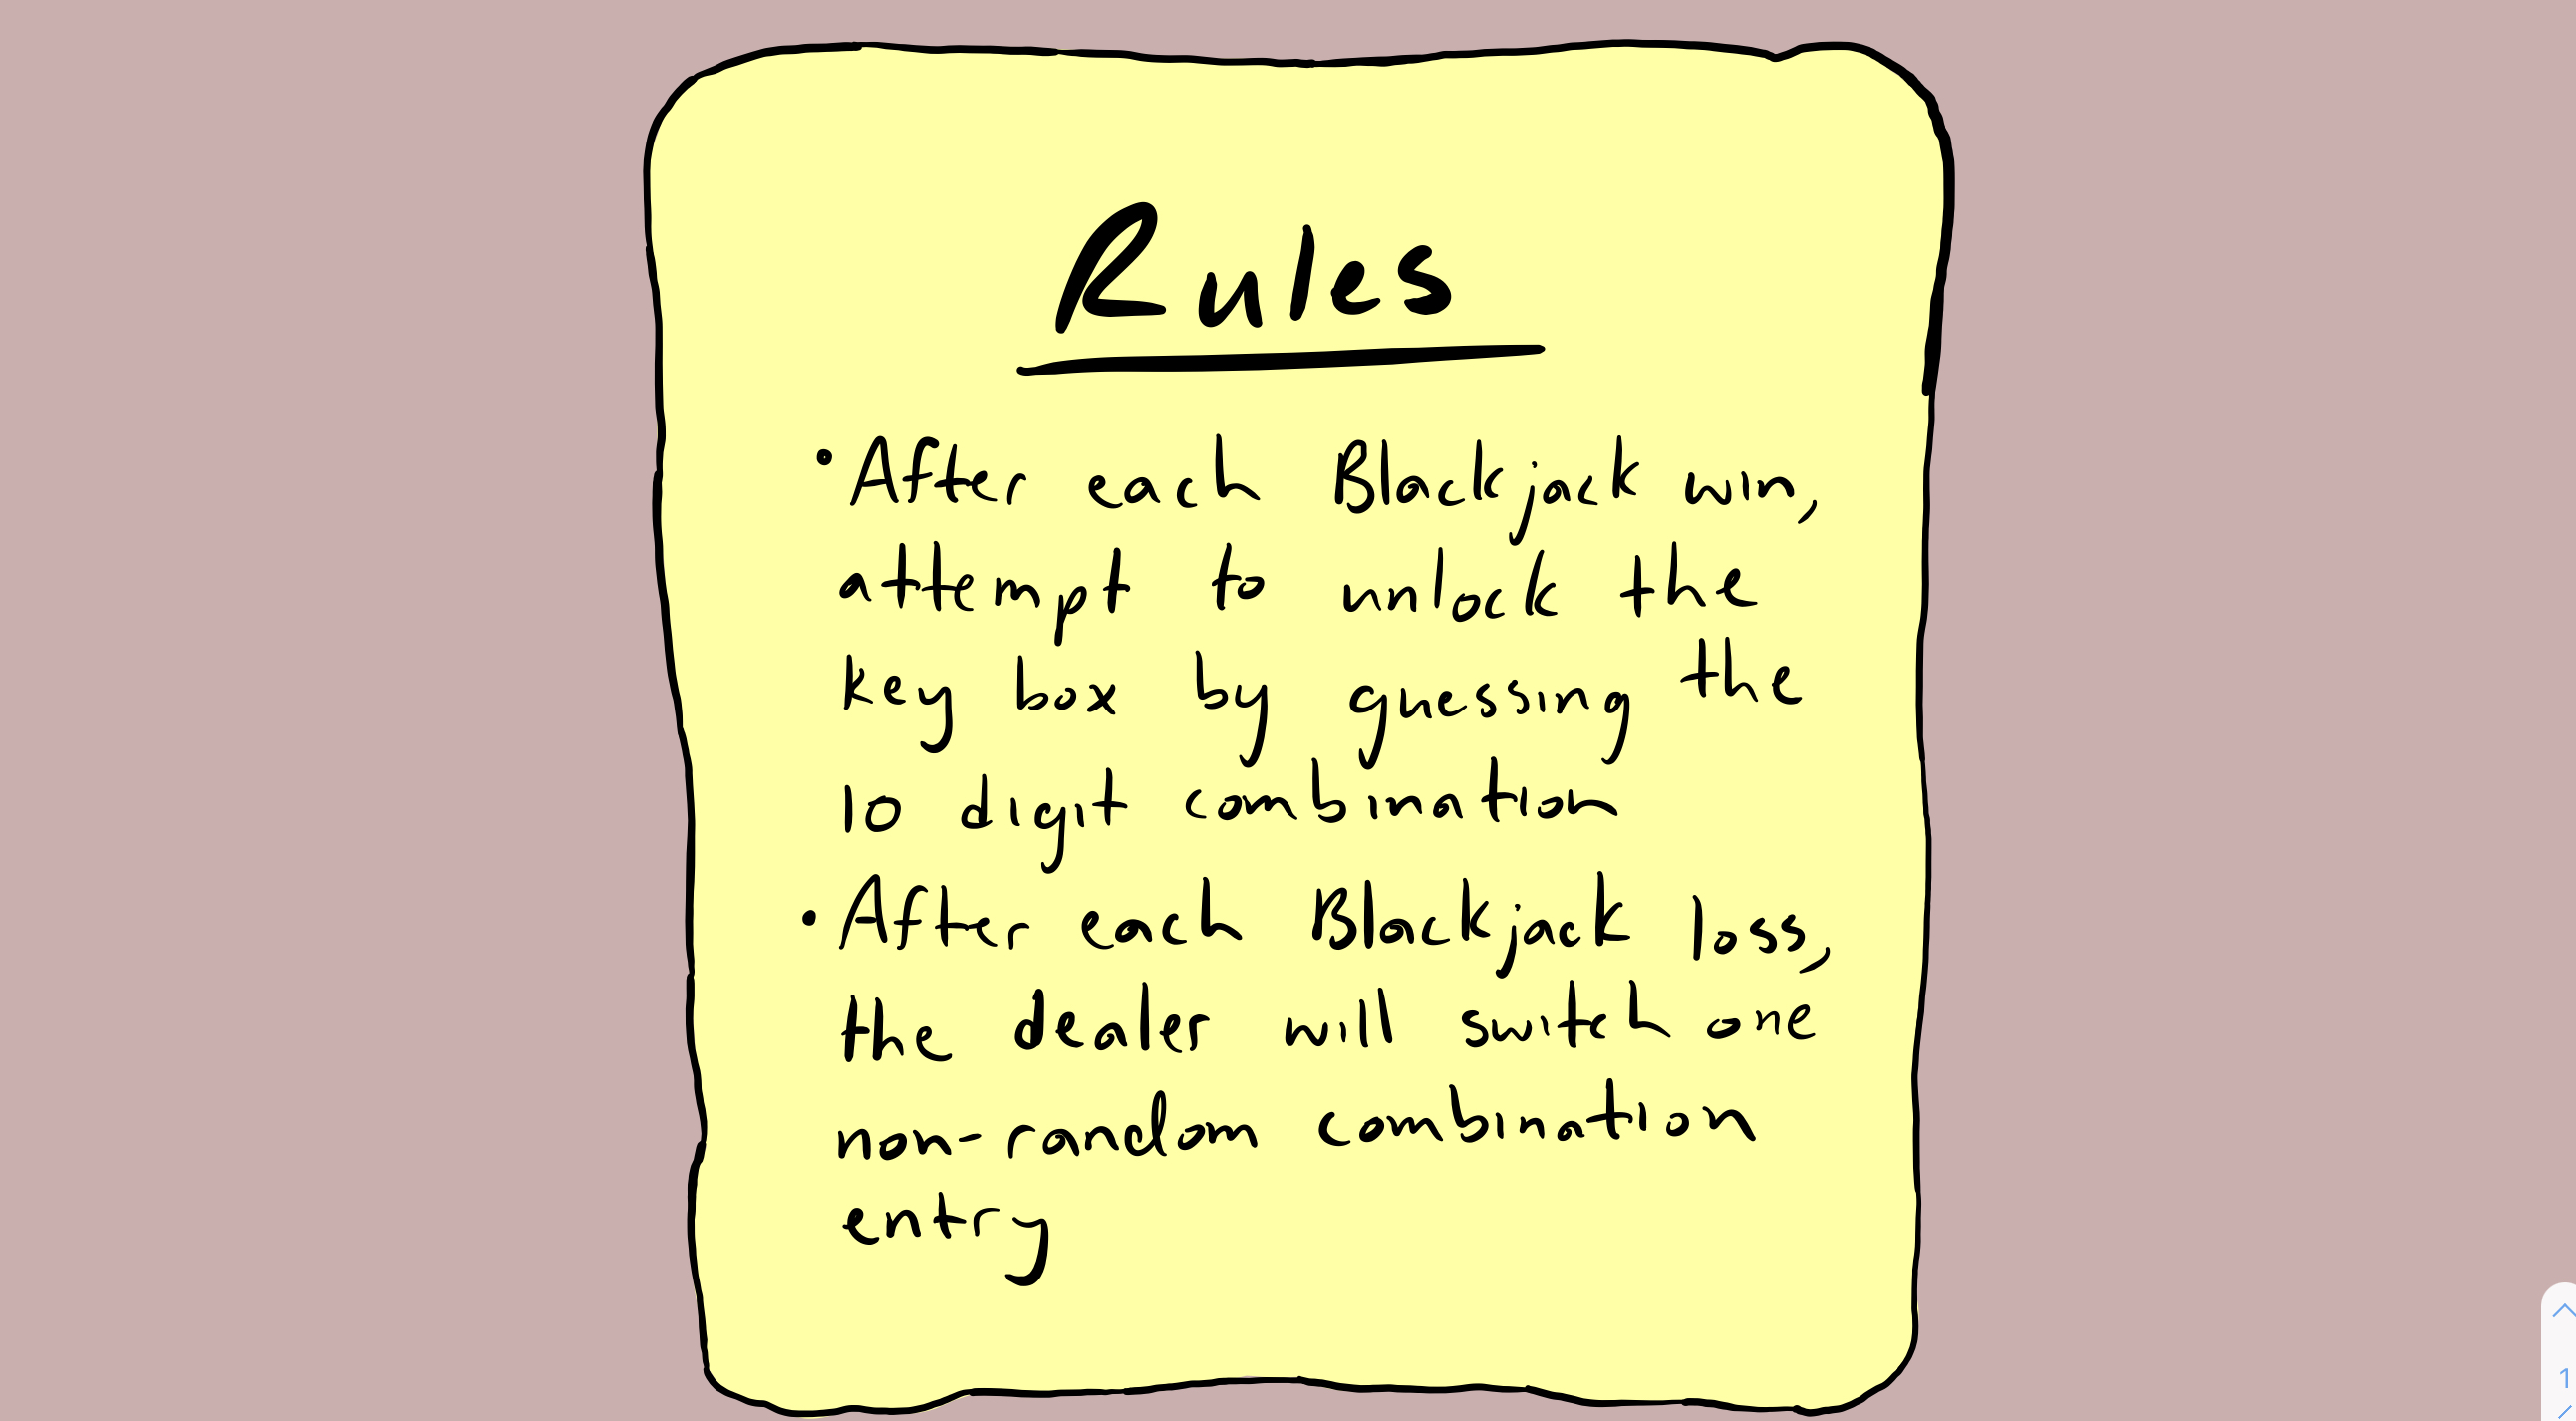 Rules
• After each Blackjack win,
attempt to unlock the
key box by guessing the
10 digit combination
• After each Blackjack loss,
the dealer will switch one
non-random combination
entry
1